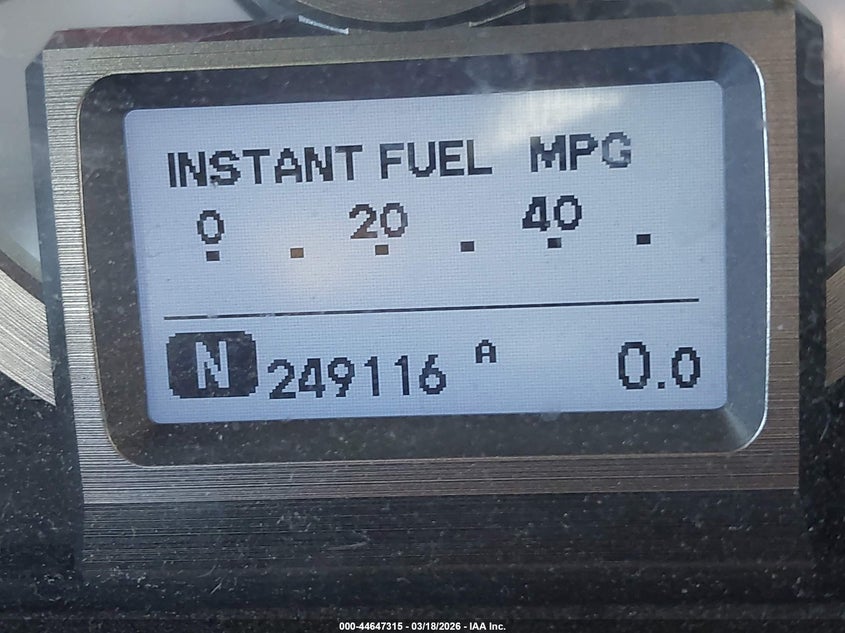 INSTANT FUEL MPG
0 20 40
N 249116 A 0.0
000-44647315 - 03/18/2026 - IAA Inc.